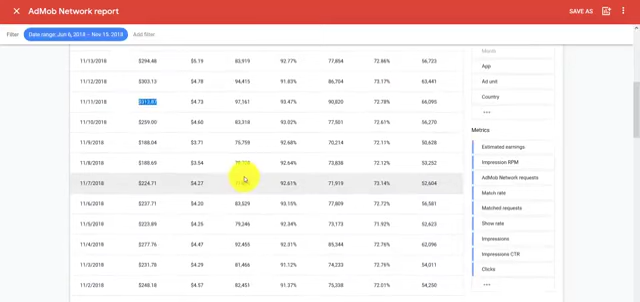 AdMob Network report
SAVE AS
Filter
Date range: Jun 6, 2018 – Nov 13, 2018
Add filter
11/13/2018 $294.48 $5.19 83,919 92.77% 77,854 72.86% 56,723
11/12/2018 $303.13 $4.78 94,415 91.83% 86,704 73.17% 63,441
11/11/2018 $312.87 $4.73 97,161 93.47% 90,820 72.78% 66,095
11/10/2018 $259.00 $4.60 83,318 93.02% 77,501 72.61% 56,270
11/9/2018 $188.04 $3.71 75,759 92.68% 70,214 72.11% 50,628
11/8/2018 $188.69 $3.54 92.64% 73,838 72.12% 53,252
11/7/2018 $224.71 $4.27 92.61% 71,919 73.14% 52,604
11/6/2018 $237.71 $4.20 83,529 93.15% 77,809 72.72% 56,581
11/5/2018 $223.89 $4.25 79,246 92.34% 73,173 71.92% 52,623
11/4/2018 $277.76 $4.47 92,455 92.31% 85,344 72.76% 62,096
11/3/2018 $231.78 $4.29 81,466 91.12% 74,233 72.76% 54,011
11/2/2018 $248.18 $4.57 82,451 91.37% 75,338 72.01% 54,250
Month
App
Ad unit
Country
Metrics
Estimated earnings
Impression RPM
AdMob Network requests
Match rate
Matched requests
Show rate
Impressions
Impressions CTR
Clicks